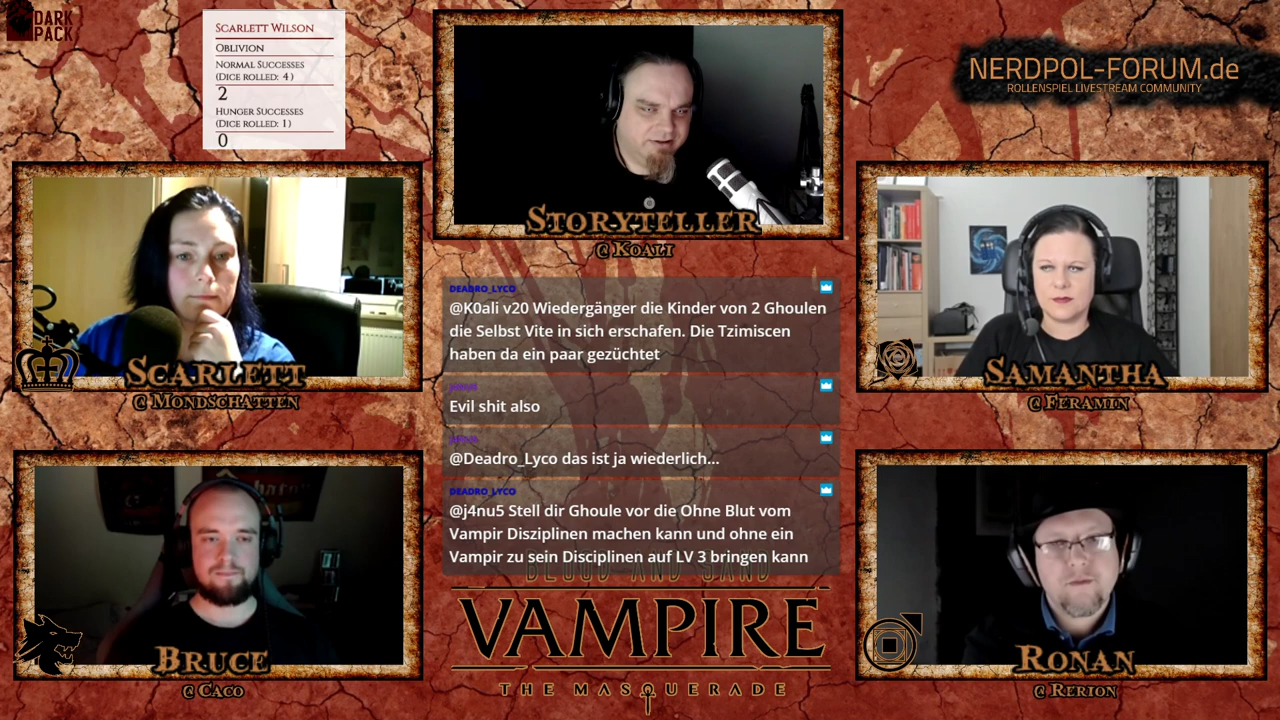 DARK
PACK
SCARLETT WILSON
OBLIVION
NORMAL SUCCESSES
(DICE ROLLED: 4)
2
HUNGER SUCCESSES
(DICE ROLLED: 1)
0
NERDPOL-FORUM.de
ROLLENSPIEL LIVESTREAM COMMUNITY
STORYTELLER
@ KOALI
SCARLETT
@ MONDSCHATTEN
SAMANTHA
@ FERAMIN
DEADRO_LYCO
@K0ali v20 Wiedergänger die Kinder von 2 Ghoulen
die Selbst Vite in sich erschafen. Die Tzimiscen
haben da ein paar gezüchtet
Evil shit also
@Deadro_Lyco das ist ja wiederlich...
DEADRO_LYCO
@j4nu5 Stell dir Ghoule vor die Ohne Blut vom
Vampir Disziplinen machen kann und ohne ein
Vampir zu sein Disciplinen auf LV 3 bringen kann
BLOOD AND SAND
VAMPIRE
THE MASQUERADE
BRUCE
@ CACO
RONAN
@ RERION